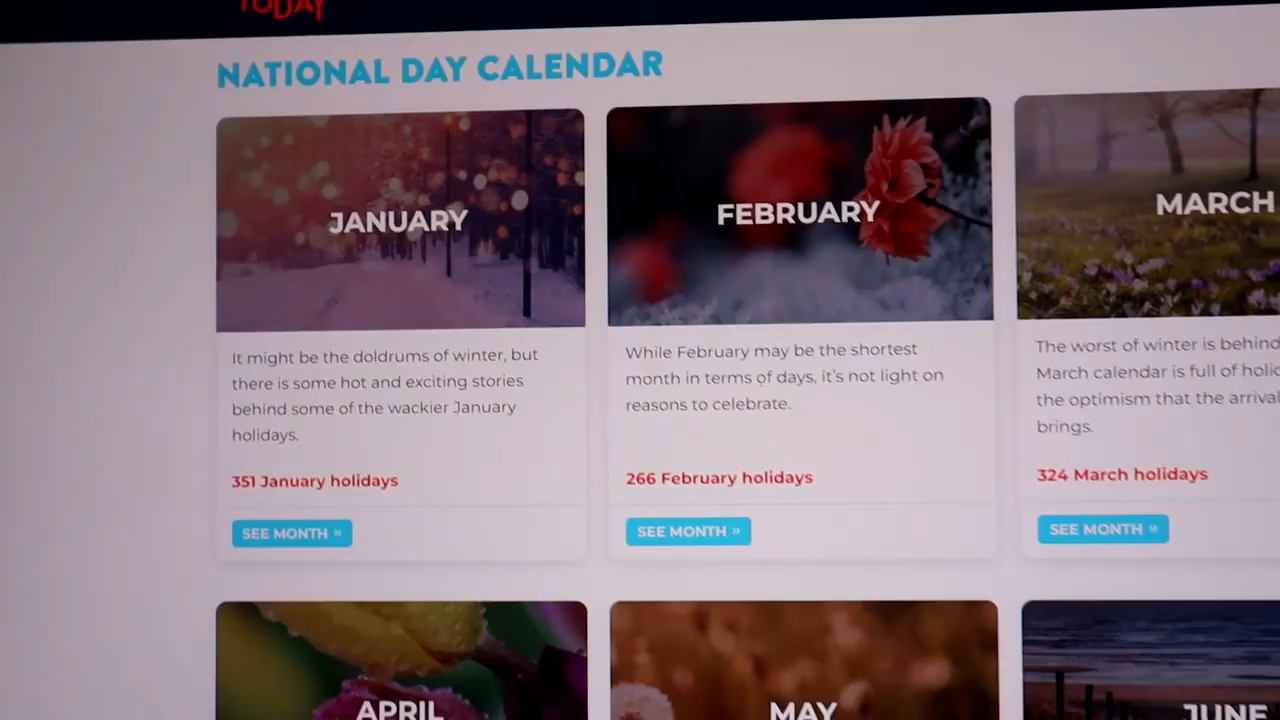 TODAY
NATIONAL DAY CALENDAR
JANUARY
It might be the doldrums of winter, but
there is some hot and exciting stories
behind some of the wackier January
holidays.
351 January holidays
SEE MONTH »
FEBRUARY
While February may be the shortest
month in terms of days, it's not light on
reasons to celebrate.
266 February holidays
SEE MONTH »
MARCH
The worst of winter is behind
March calendar is full of
the optimism that the arrival
brings.
324 March holidays
SEE MONTH »
APRIL
MAY
JUNE